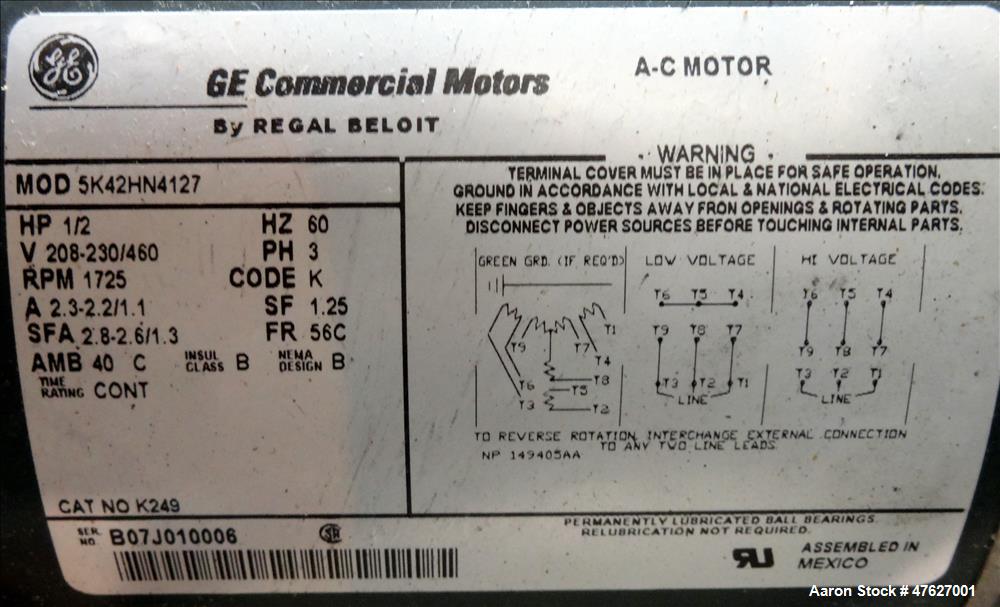 GE
GE Commercial Motors
By REGAL BELOIT
A-C MOTOR
MOD 5K42HN4127
HP 1/2 HZ 60
V 208-230/460 PH 3
RPM 1725 CODE K
A 2.3-2.2/1.1 SF 1.25
SFA 2.8-2.6/1.3 FR 56C
AMB 40 C INSUL CLASS B NEMA DESIGN B
TIME RATING CONT
CAT NO K249
WARNING
TERMINAL COVER MUST BE IN PLACE FOR SAFE OPERATION.
GROUND IN ACCORDANCE WITH LOCAL & NATIONAL ELECTRICAL CODES.
KEEP FINGERS & OBJECTS AWAY FRON OPENINGS & ROTATING PARTS.
DISCONNECT POWER SOURCES BEFORE TOUCHING INTERNAL PARTS.
GREEN GRD. (IF REQ'D)
T1
T9 T7
T4
T6 T8
T5
T3 T2
LOW VOLTAGE
T6 T5 T4
T9 T8 T7
T3 T2 T1
LINE
HI VOLTAGE
T6 T5 T4
T9 T8 T7
T3 T2 T1
LINE
TO REVERSE ROTATION, INTERCHANGE EXTERNAL CONNECTION
TO ANY TWO LINE LEADS.
NP 149405AA
SER. NO. B07J010006
PERMANENTLY LUBRICATED BALL BEARINGS.
RELUBRICATION NOT REQUIRED.
ASSEMBLED IN
MEXICO
Aaron Stock # 47627001